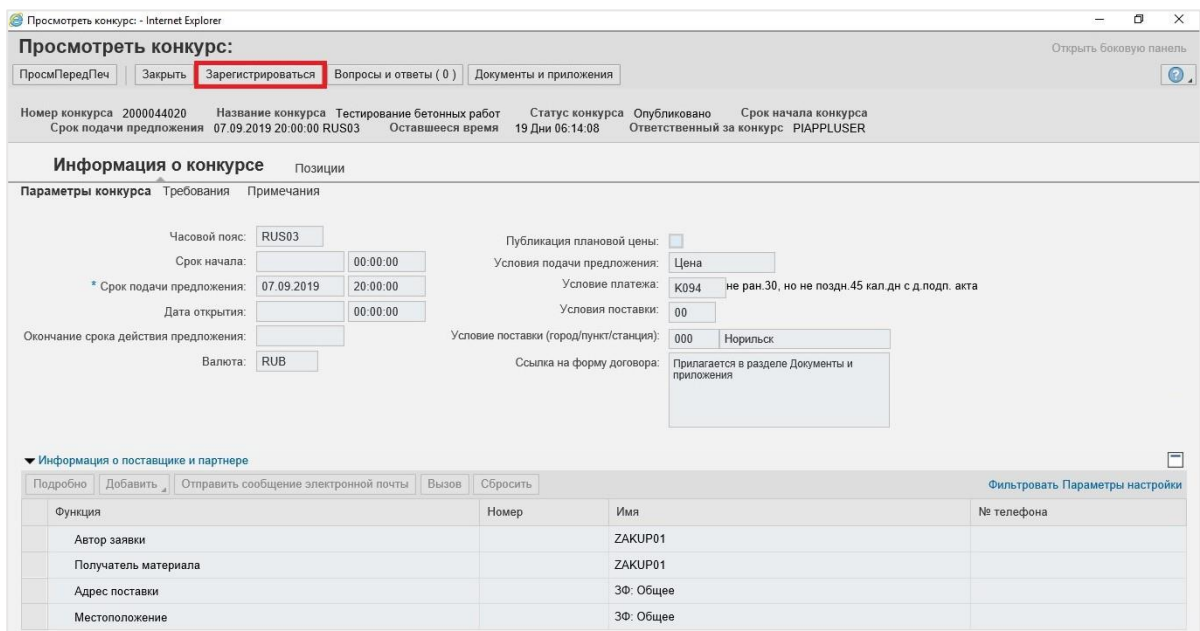 Просмотреть конкурс: - Internet Explorer
Просмотреть конкурс:
Открыть боковую панель
ПросмПередПеч Закрыть Зарегистрироваться Вопросы и ответы ( 0 ) Документы и приложения
Номер конкурса 2000044020 Название конкурса Тестирование бетонных работ Статус конкурса Опубликовано Срок начала конкурса
Срок подачи предложения 07.09.2019 20:00:00 RUS03 Оставшееся время 19 Дни 06:14:08 Ответственный за конкурс PIAPPLUSER
Информация о конкурсе Позиции
Параметры конкурса Требования Примечания
Часовой пояс: RUS03
Срок начала: 00:00:00
* Срок подачи предложения: 07.09.2019 20:00:00
Дата открытия: 00:00:00
Окончание срока действия предложения:
Валюта: RUB
Публикация плановой цены:
Условия подачи предложения: Цена
Условие платежа: K094 не ран.30, но не поздн.45 кал.дн с д.подп. акта
Условия поставки: 00
Условие поставки (город/пункт/станция): 000 Норильск
Ссылка на форму договора: Прилагается в разделе Документы и
приложения
Информация о поставщике и партнере
Подробно Добавить Отправить сообщение электронной почты Вызов Сбросить Фильтровать Параметры настройки
Функция Номер Имя № телефона
Автор заявки ZAKUP01
Получатель материала ZAKUP01
Адрес поставки ЗФ: Общее
Местоположение ЗФ: Общее